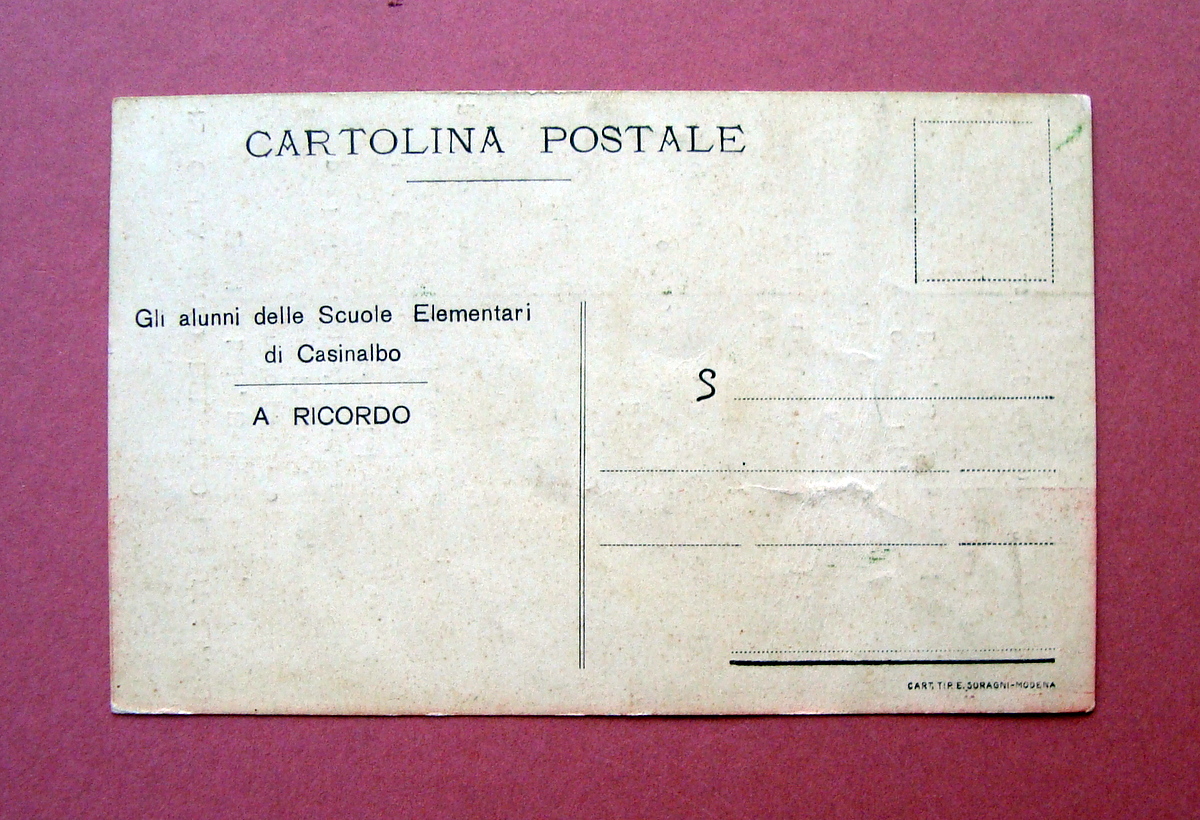 CARTOLINA POSTALE
Gli alunni delle Scuole Elementari
di Casinalbo
A RICORDO
S
CART. TIP. E. SORAGNI-MODENA